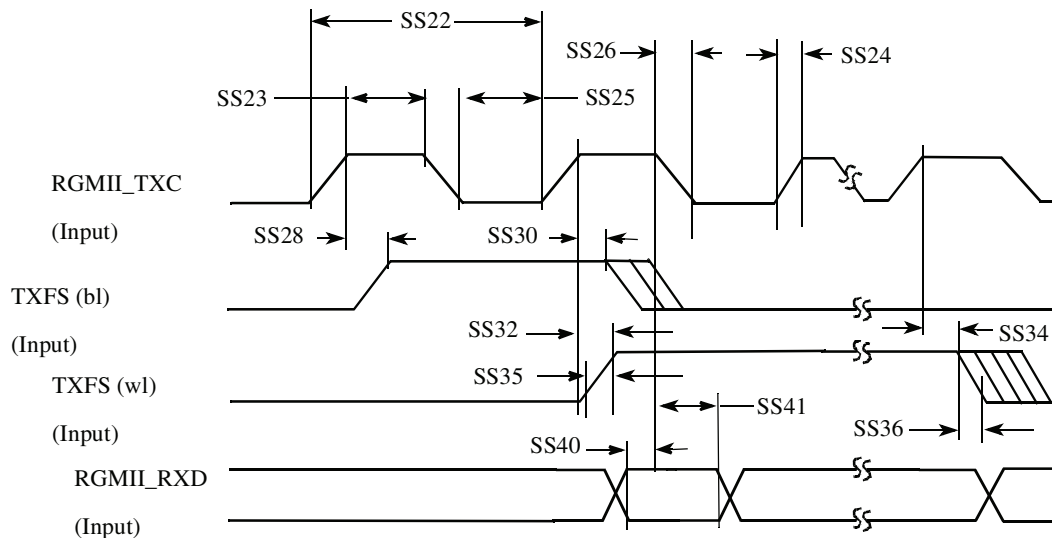 SS22
SS26
SS24
SS23
SS25
RGMII_TXC
(Input)
SS28
SS30
TXFS (bl)
(Input)
SS32
SS34
TXFS (wl)
(Input)
SS35
SS41
SS36
SS40
RGMII_RXD
(Input)